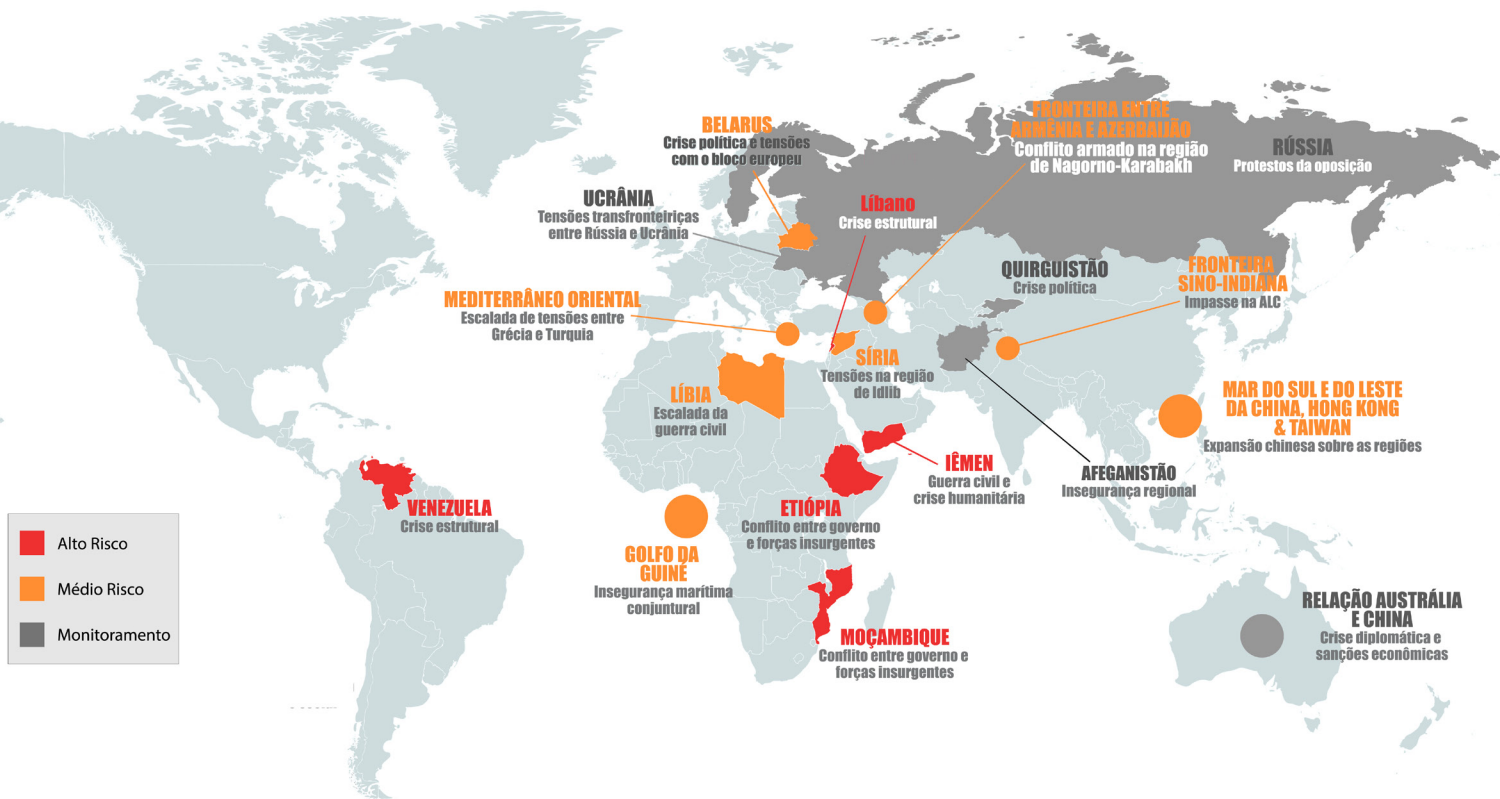 BELARUS
Crise política e tensões
com o bloco europeu
FRONTEIRA ENTRE
ARMÊNIA E AZERBAIJÃO
Conflito armado na região
de Nagorno-Karabakh
RÚSSIA
Protestos da oposição
UCRÂNIA
Tensões transfronteiriças
entre Rússia e Ucrânia
Líbano
Crise estrutural
QUIRGUISTÃO
Crise política
FRONTEIRA
SINO-INDIANA
Impasse na ALC
MEDITERRÂNEO ORIENTAL
Escalada de tensões entre
Grécia e Turquia
SÍRIA
Tensões na região
de Idlib
LÍBIA
Escalada da
guerra civil
MAR DO SUL E DO LESTE
DA CHINA, HONG KONG
& TAIWAN
Expansão chinesa sobre as regiões
IÊMEN
Guerra civil e
crise humanitária
AFEGANISTÃO
Insegurança regional
VENEZUELA
Crise estrutural
ETIÓPIA
Conflito entre governo
e forças insurgentes
GOLFO DA
GUINÉ
Insegurança marítima
conjuntural
MOÇAMBIQUE
Conflito entre governo e
forças insurgentes
RELAÇÃO AUSTRÁLIA
E CHINA
Crise diplomática e
sanções econômicas
Alto Risco
Médio Risco
Monitoramento